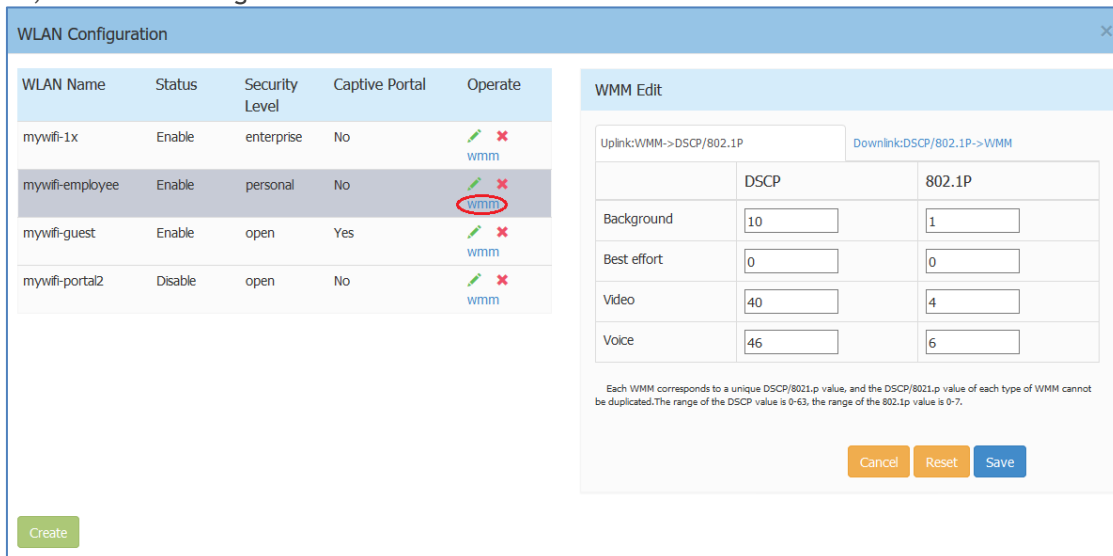 WLAN Configuration ×
WLAN Name Status Security Level Captive Portal Operate
mywifi-1x Enable enterprise No
wmm
mywifi-employee Enable personal No
wmm
mywifi-guest Enable open Yes
wmm
mywifi-portal2 Disable open No
wmm
Create
WMM Edit
Uplink:WMM->DSCP/802.1P Downlink:DSCP/802.1P->WMM
DSCP 802.1P
Background 10 1
Best effort 0 0
Video 40 4
Voice 46 6
Each WMM corresponds to a unique DSCP/8021.p value, and the DSCP/8021.p value of each type of WMM cannot
be duplicated.The range of the DSCP value is 0-63, the range of the 802.1p value is 0-7.
Cancel Reset Save